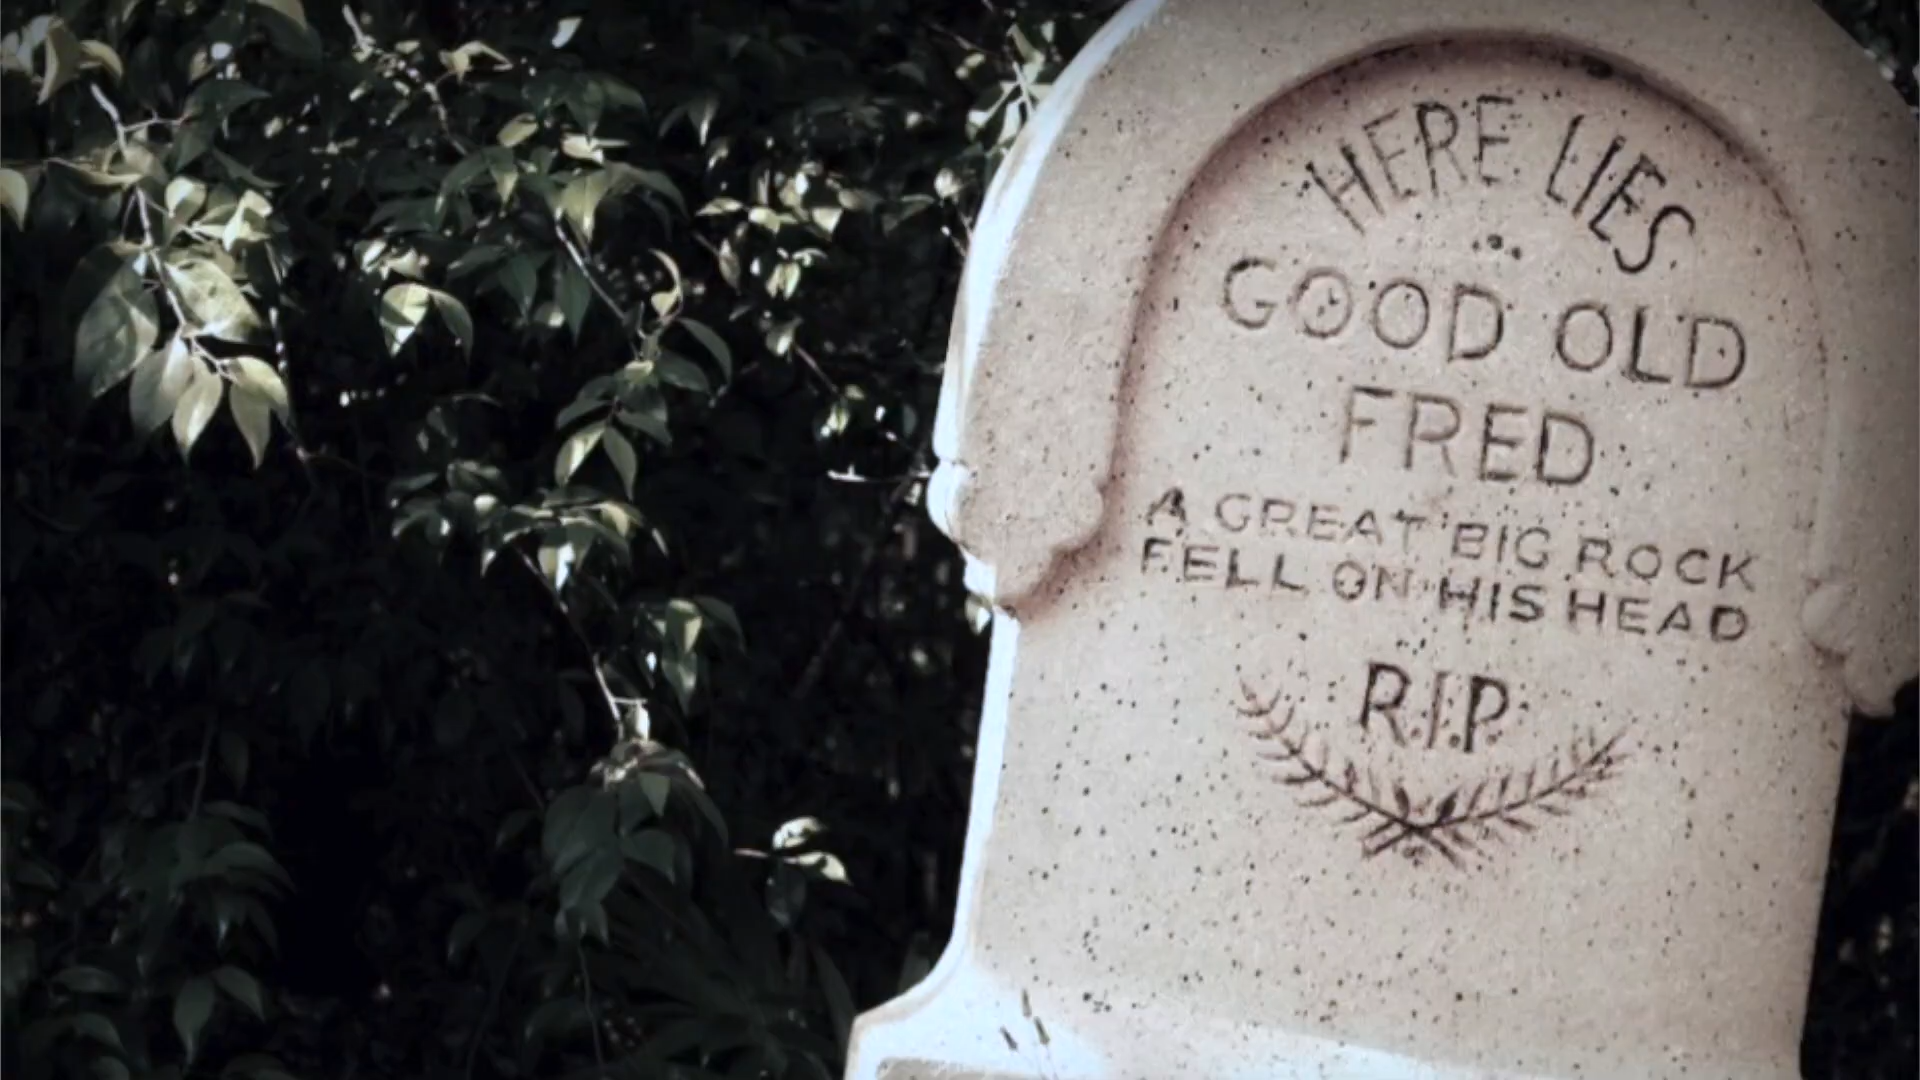 HERE LIES
GOOD OLD
FRED
A GREAT BIG ROCK
FELL ON HIS HEAD
R.I.P.